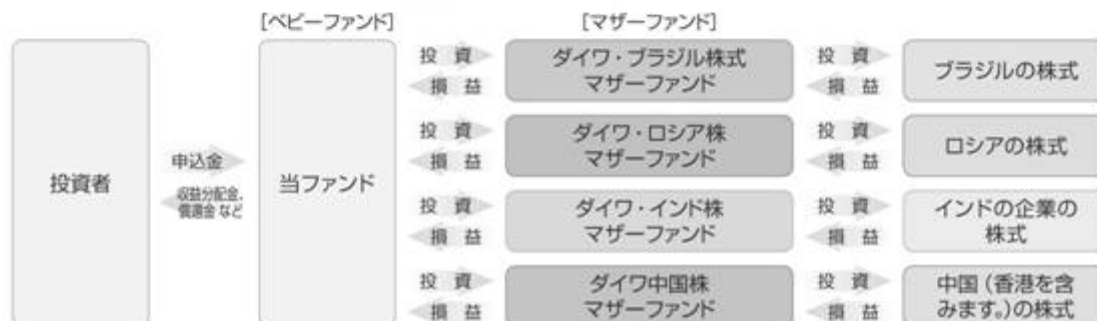 [ベビーファンド]
[マザーファンド]
投資者
申込金
収益分配金、
償還金 など
当ファンド
投 資
損 益
ダイワ・ブラジル株式
マザーファンド
投 資
損 益
ブラジルの株式
投 資
損 益
ダイワ・ロシア株
マザーファンド
投 資
損 益
ロシアの株式
投 資
損 益
ダイワ・インド株
マザーファンド
投 資
損 益
インドの企業の
株式
投 資
損 益
ダイワ中国株
マザーファンド
投 資
損 益
中国（香港を含
みます。）の株式